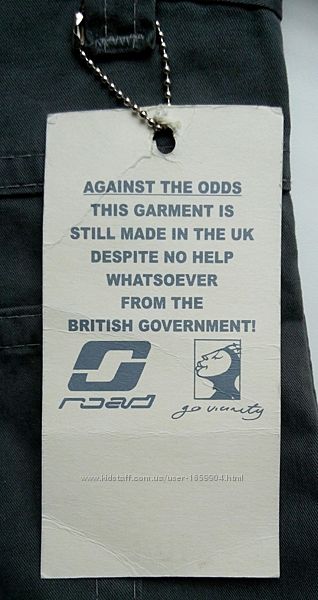 AGAINST THE ODDS
THIS GARMENT IS
STILL MADE IN THE UK
DESPITE NO HELP
WHATSOEVER
FROM THE
BRITISH GOVERNMENT!
road
go vicinity
www.kidstaff.com.ua/user-1859904.html